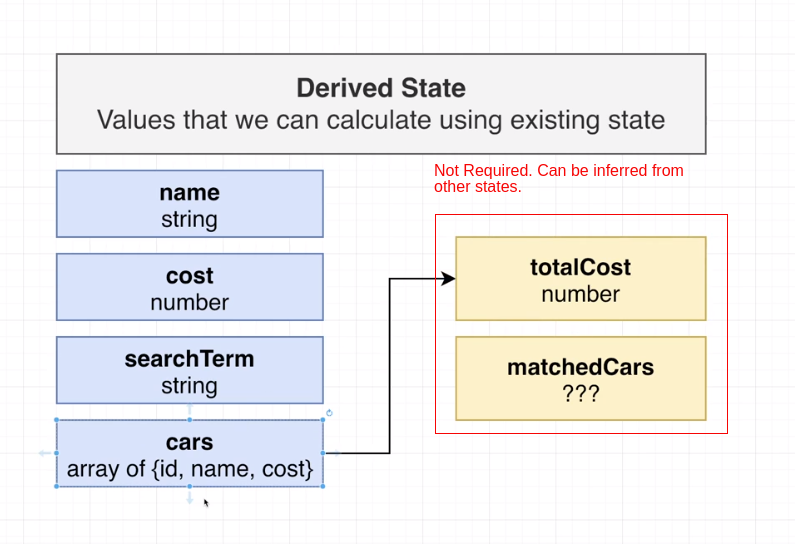 Derived State
Values that we can calculate using existing state
Not Required. Can be inferred from
other states.
name
string
cost
number
searchTerm
string
cars
array of {id, name, cost}
totalCost
number
matchedCars
???